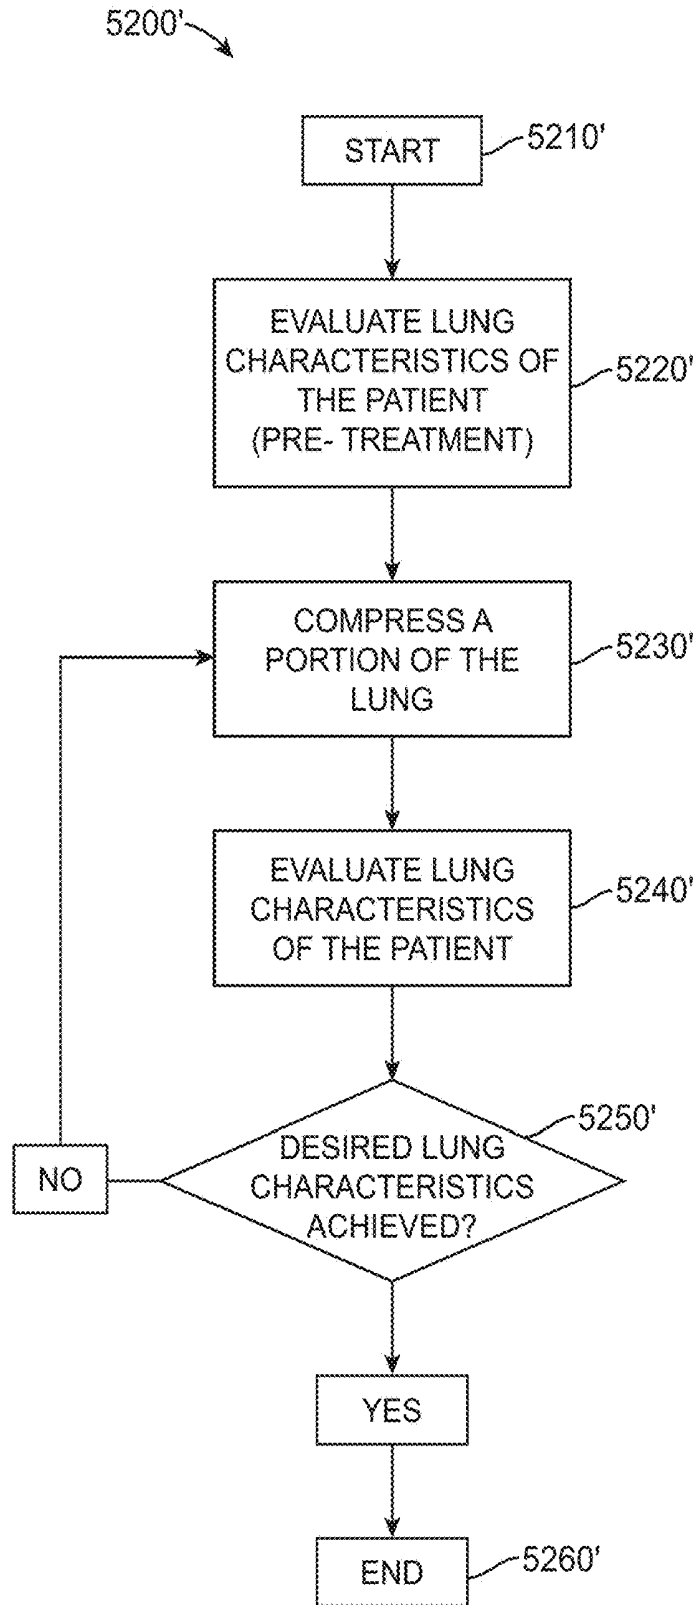 5200'
START
5210'
EVALUATE LUNG
CHARACTERISTICS OF
THE PATIENT
(PRE- TREATMENT)
5220'
COMPRESS A
PORTION OF THE
LUNG
5230'
EVALUATE LUNG
CHARACTERISTICS
OF THE PATIENT
5240'
DESIRED LUNG
CHARACTERISTICS
ACHIEVED?
5250'
NO
YES
END
5260'